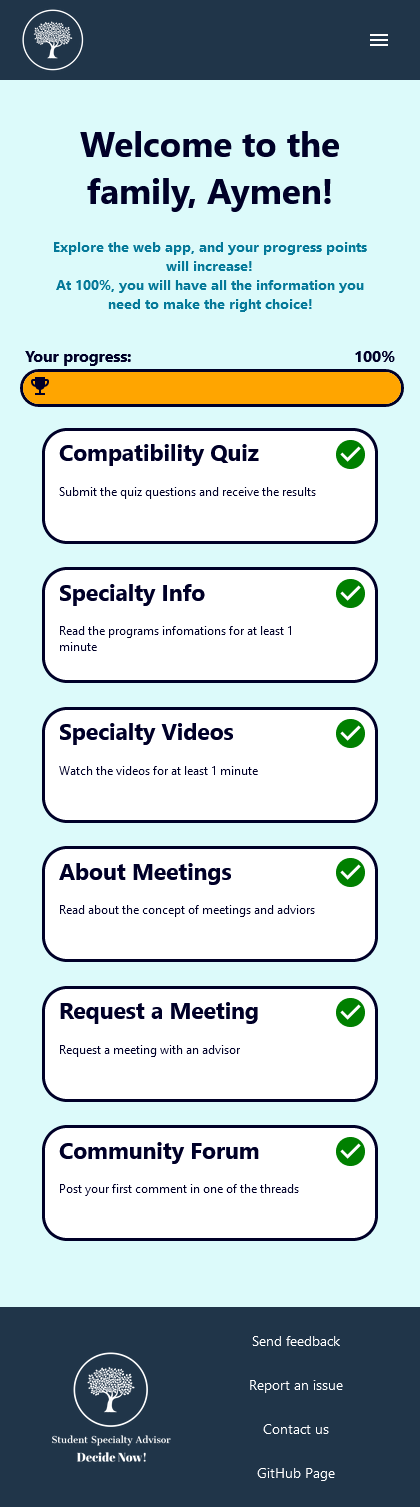 Welcome to the
family, Aymen!
Explore the web app, and your progress points
will increase!
At 100%, you will have all the information you
need to make the right choice!
Your progress: 100%
Compatibility Quiz
Submit the quiz questions and receive the results
Specialty Info
Read the programs infomations for at least 1
minute
Specialty Videos
Watch the videos for at least 1 minute
About Meetings
Read about the concept of meetings and adviors
Request a Meeting
Request a meeting with an advisor
Community Forum
Post your first comment in one of the threads
Student Specialty Advisor
Decide Now!
Send feedback
Report an issue
Contact us
GitHub Page